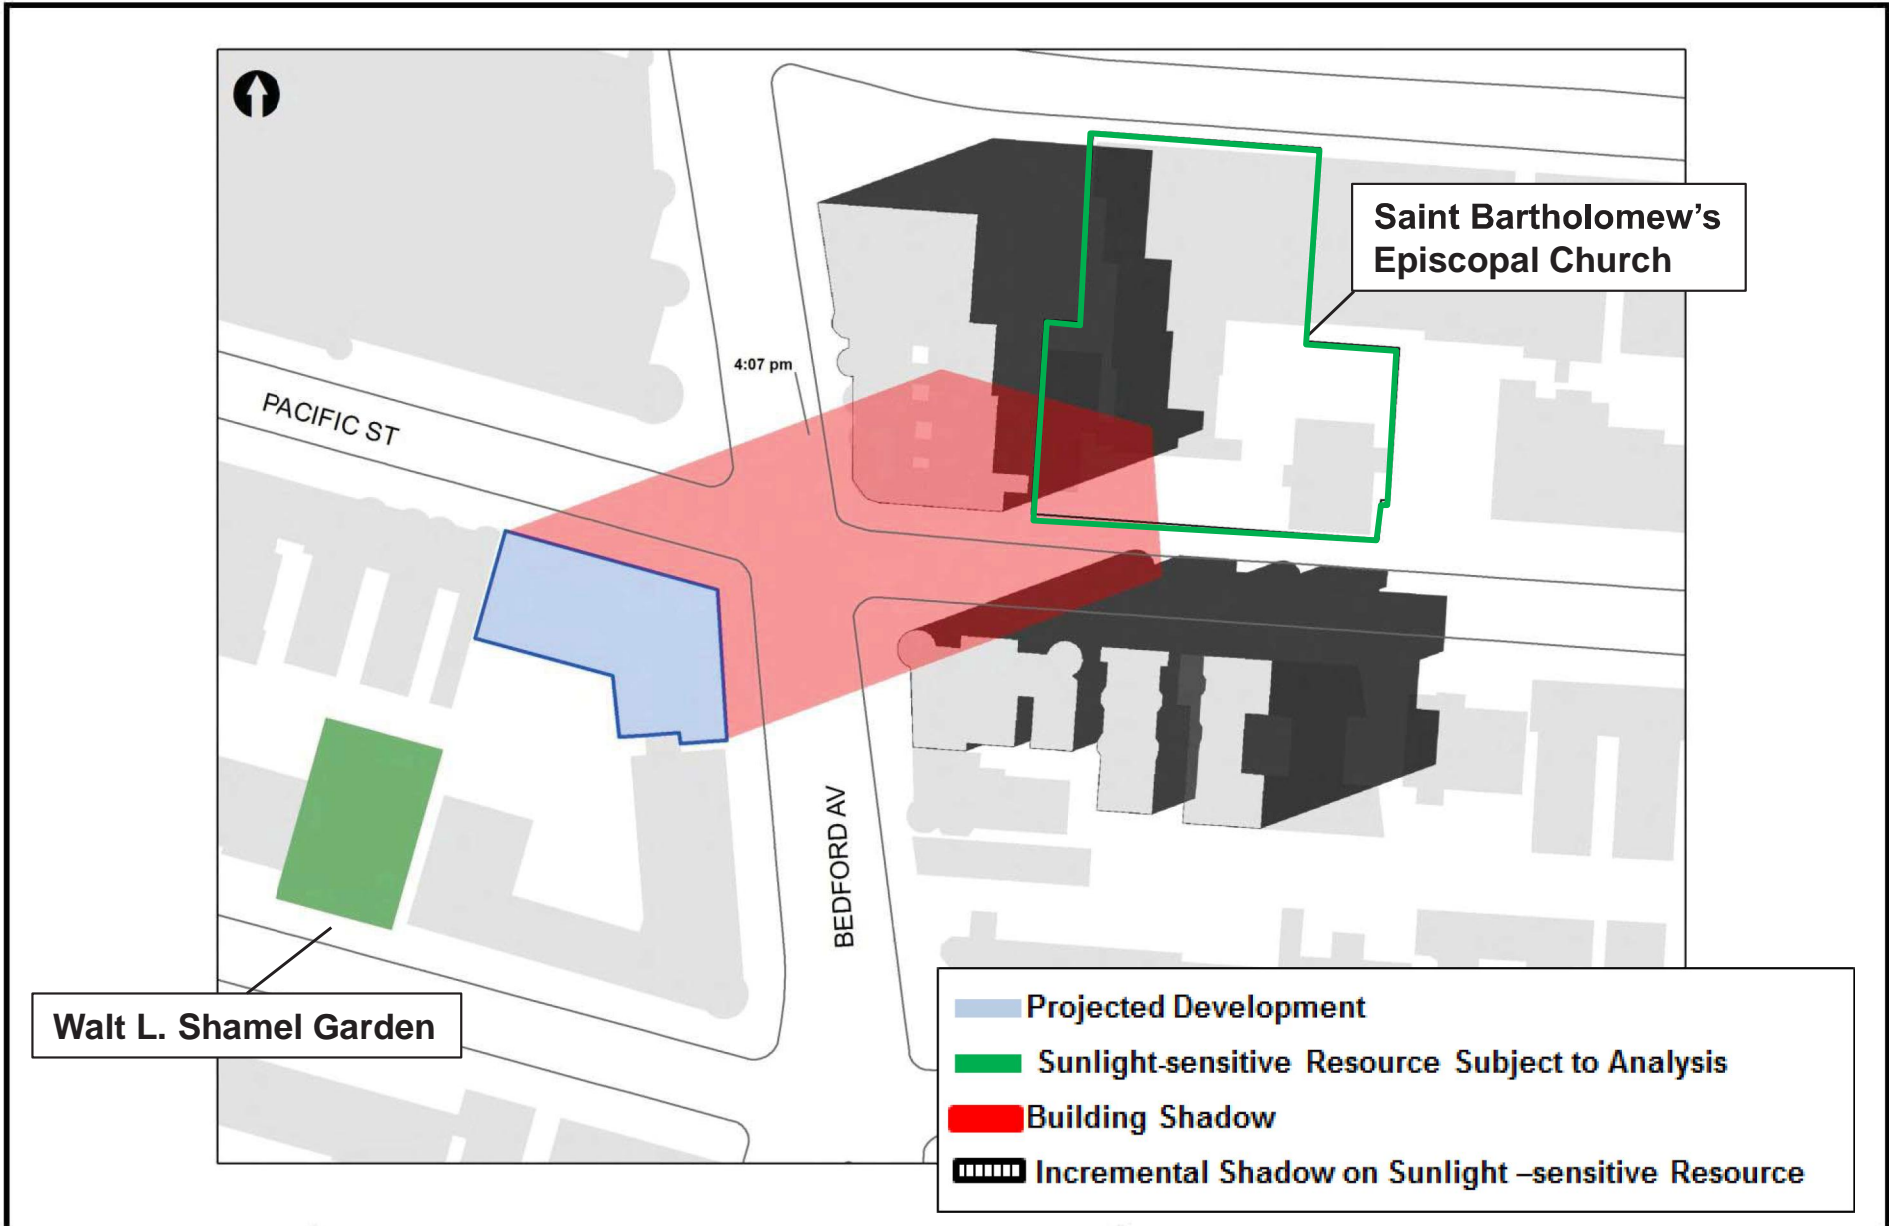 Saint Bartholomew's
Episcopal Church
4:07 pm
PACIFIC ST
BEDFORD AV
Walt L. Shamel Garden
Projected Development
Sunlight-sensitive Resource Subject to Analysis
Building Shadow
Incremental Shadow on Sunlight –sensitive Resource